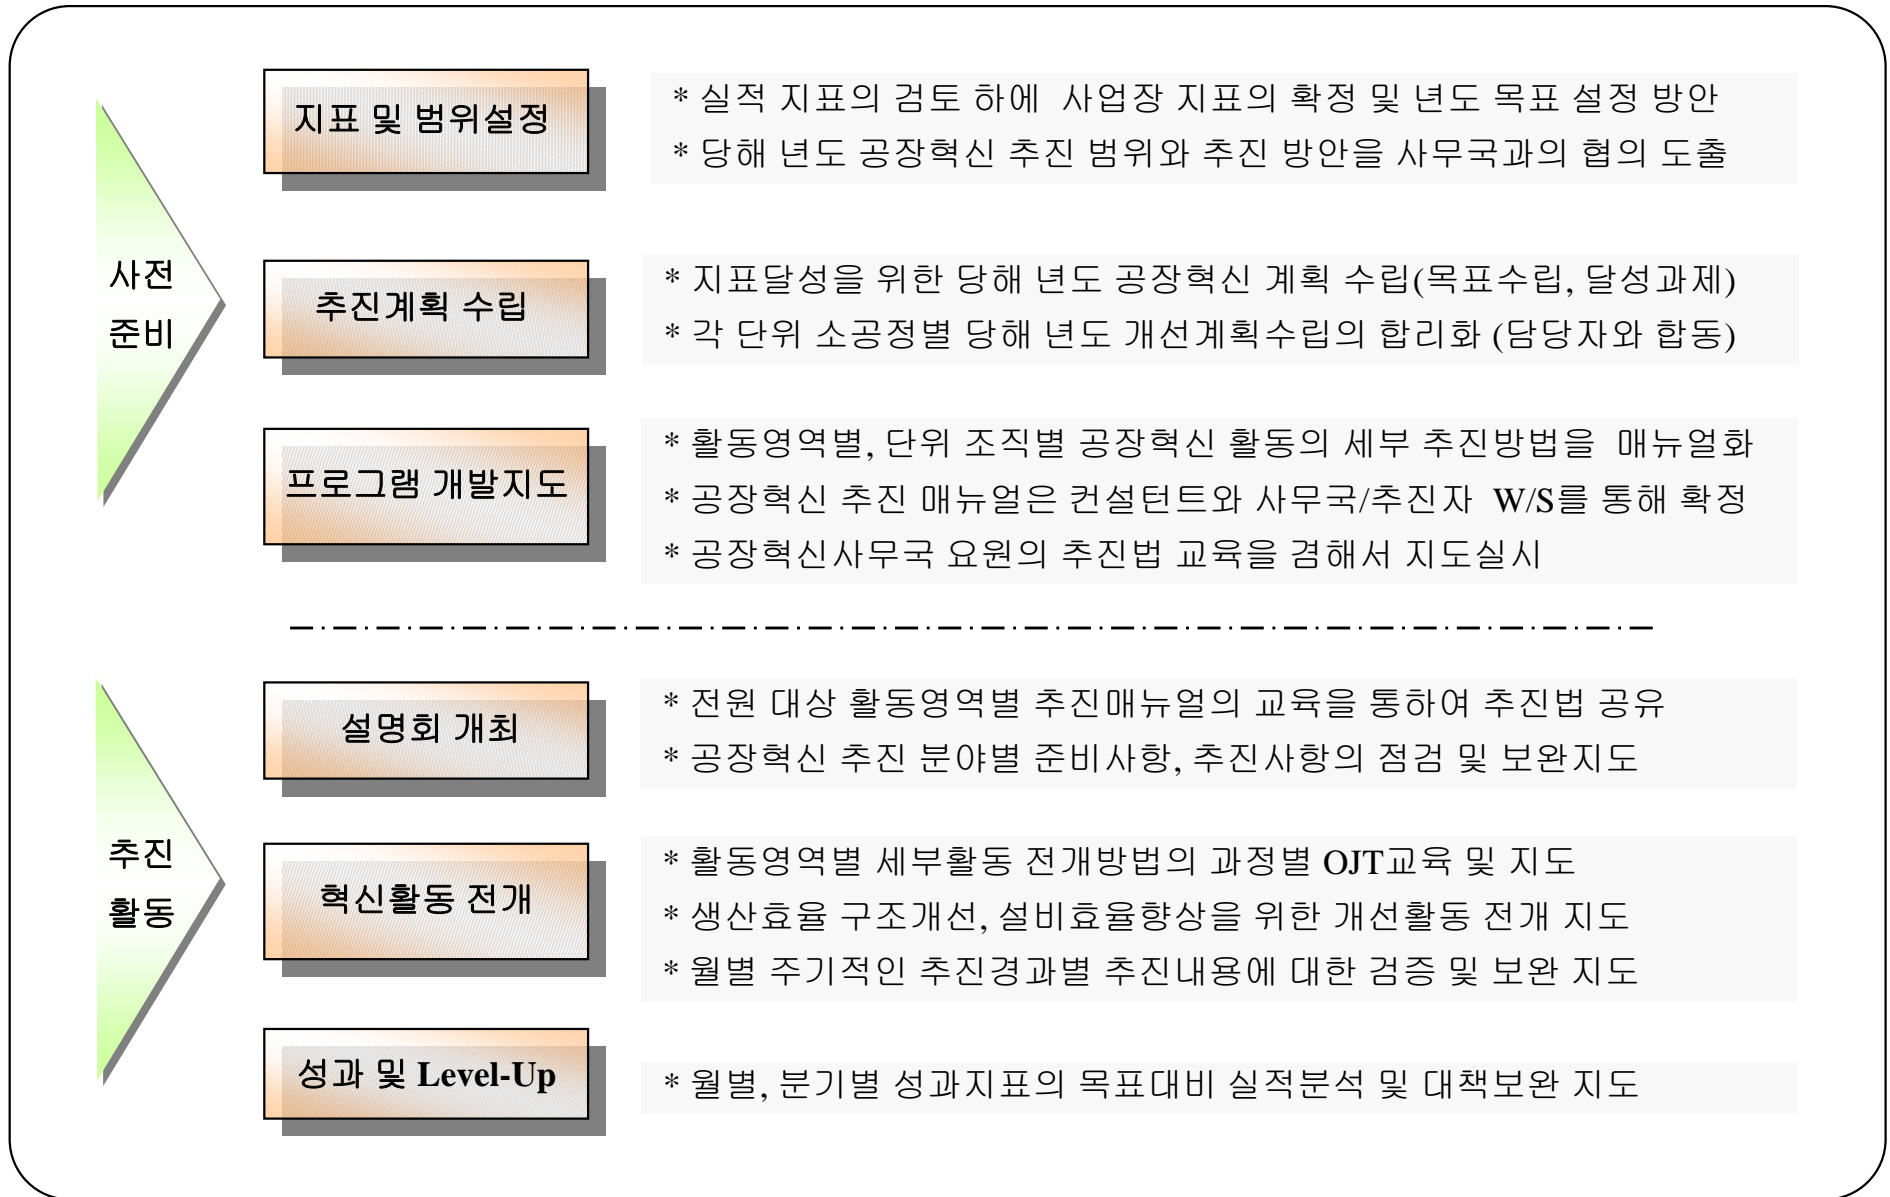 지표 및 범위설정
* 실적 지표의 검토 하에 사업장 지표의 확정 및 년도 목표 설정 방안
* 당해 년도 공장혁신 추진 범위와 추진 방안을 사무국과의 협의 도출
사전
준비
추진계획 수립
* 지표달성을 위한 당해 년도 공장혁신 계획 수립(목표수립, 달성과제)
* 각 단위 소공정별 당해 년도 개선계획수립의 합리화 (담당자와 합동)
프로그램 개발지도
* 활동영역별, 단위 조직별 공장혁신 활동의 세부 추진방법을 매뉴얼화
* 공장혁신 추진 매뉴얼은 컨설턴트와 사무국/추진자 W/S를 통해 확정
* 공장혁신사무국 요원의 추진법 교육을 겸해서 지도실시
설명회 개최
* 전원 대상 활동영역별 추진매뉴얼의 교육을 통하여 추진법 공유
* 공장혁신 추진 분야별 준비사항, 추진사항의 점검 및 보완지도
추진
활동
혁신활동 전개
* 활동영역별 세부활동 전개방법의 과정별 OJT교육 및 지도
* 생산효율 구조개선, 설비효율향상을 위한 개선활동 전개 지도
* 월별 주기적인 추진경과별 추진내용에 대한 검증 및 보완 지도
성과 및 Level-Up
* 월별, 분기별 성과지표의 목표대비 실적분석 및 대책보완 지도